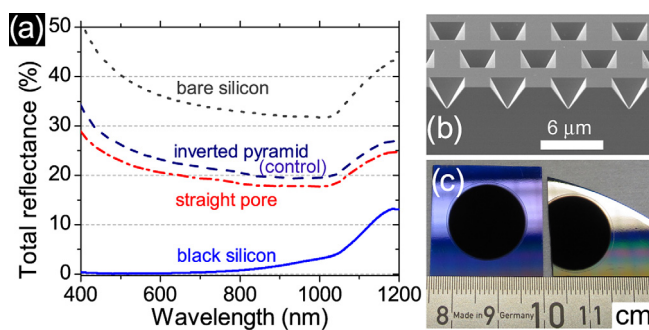 (a)
Total reflectance (%)
50
40
30
20
10
0
bare silicon
inverted pyramid
(control)
straight pore
black silicon
400
600
800
1000
1200
Wavelength (nm)
(b)
6 μm
(c)
8 Made in 9 Germany 10 11 cm